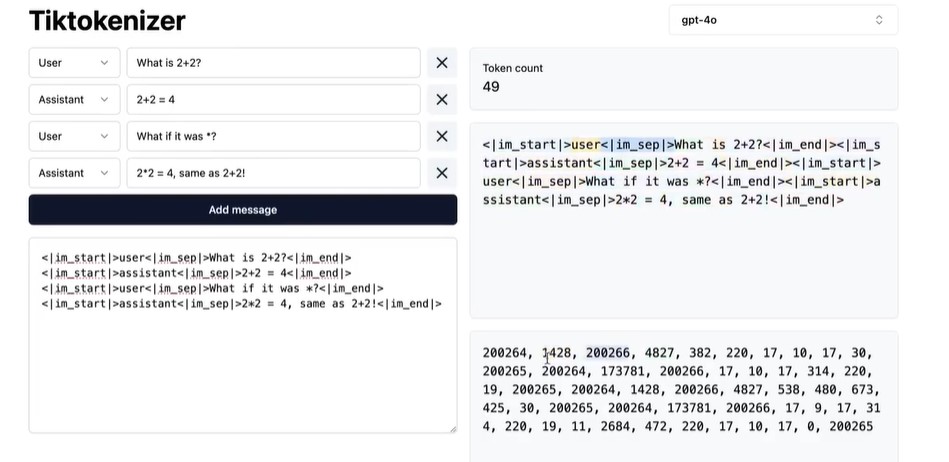 Tiktokenizer
gpt-4o
User
What is 2+2?
Assistant
2+2 = 4
User
What if it was *?
Assistant
2*2 = 4, same as 2+2!
Add message
<|im_start|>user<|im_sep|>What is 2+2?<|im_end|>
<|im_start|>assistant<|im_sep|>2+2 = 4<|im_end|>
<|im_start|>user<|im_sep|>What if it was *?<|im_end|>
<|im_start|>assistant<|im_sep|>2*2 = 4, same as 2+2!<|im_end|>
Token count
49
<|im_start|>user<|im_sep|>What is 2+2?<|im_end|><|im_s
tart|>assistant<|im_sep|>2+2 = 4<|im_end|><|im_start|>
user<|im_sep|>What if it was *?<|im_end|><|im_start|>a
ssistant<|im_sep|>2*2 = 4, same as 2+2!<|im_end|>
200264, 1428, 200266, 4827, 382, 220, 17, 10, 17, 30,
200265, 200264, 173781, 200266, 17, 10, 17, 314, 220,
19, 200265, 200264, 1428, 200266, 4827, 538, 480, 673,
425, 30, 200265, 200264, 173781, 200266, 17, 9, 17, 31
4, 220, 19, 11, 2684, 472, 220, 17, 10, 17, 0, 200265